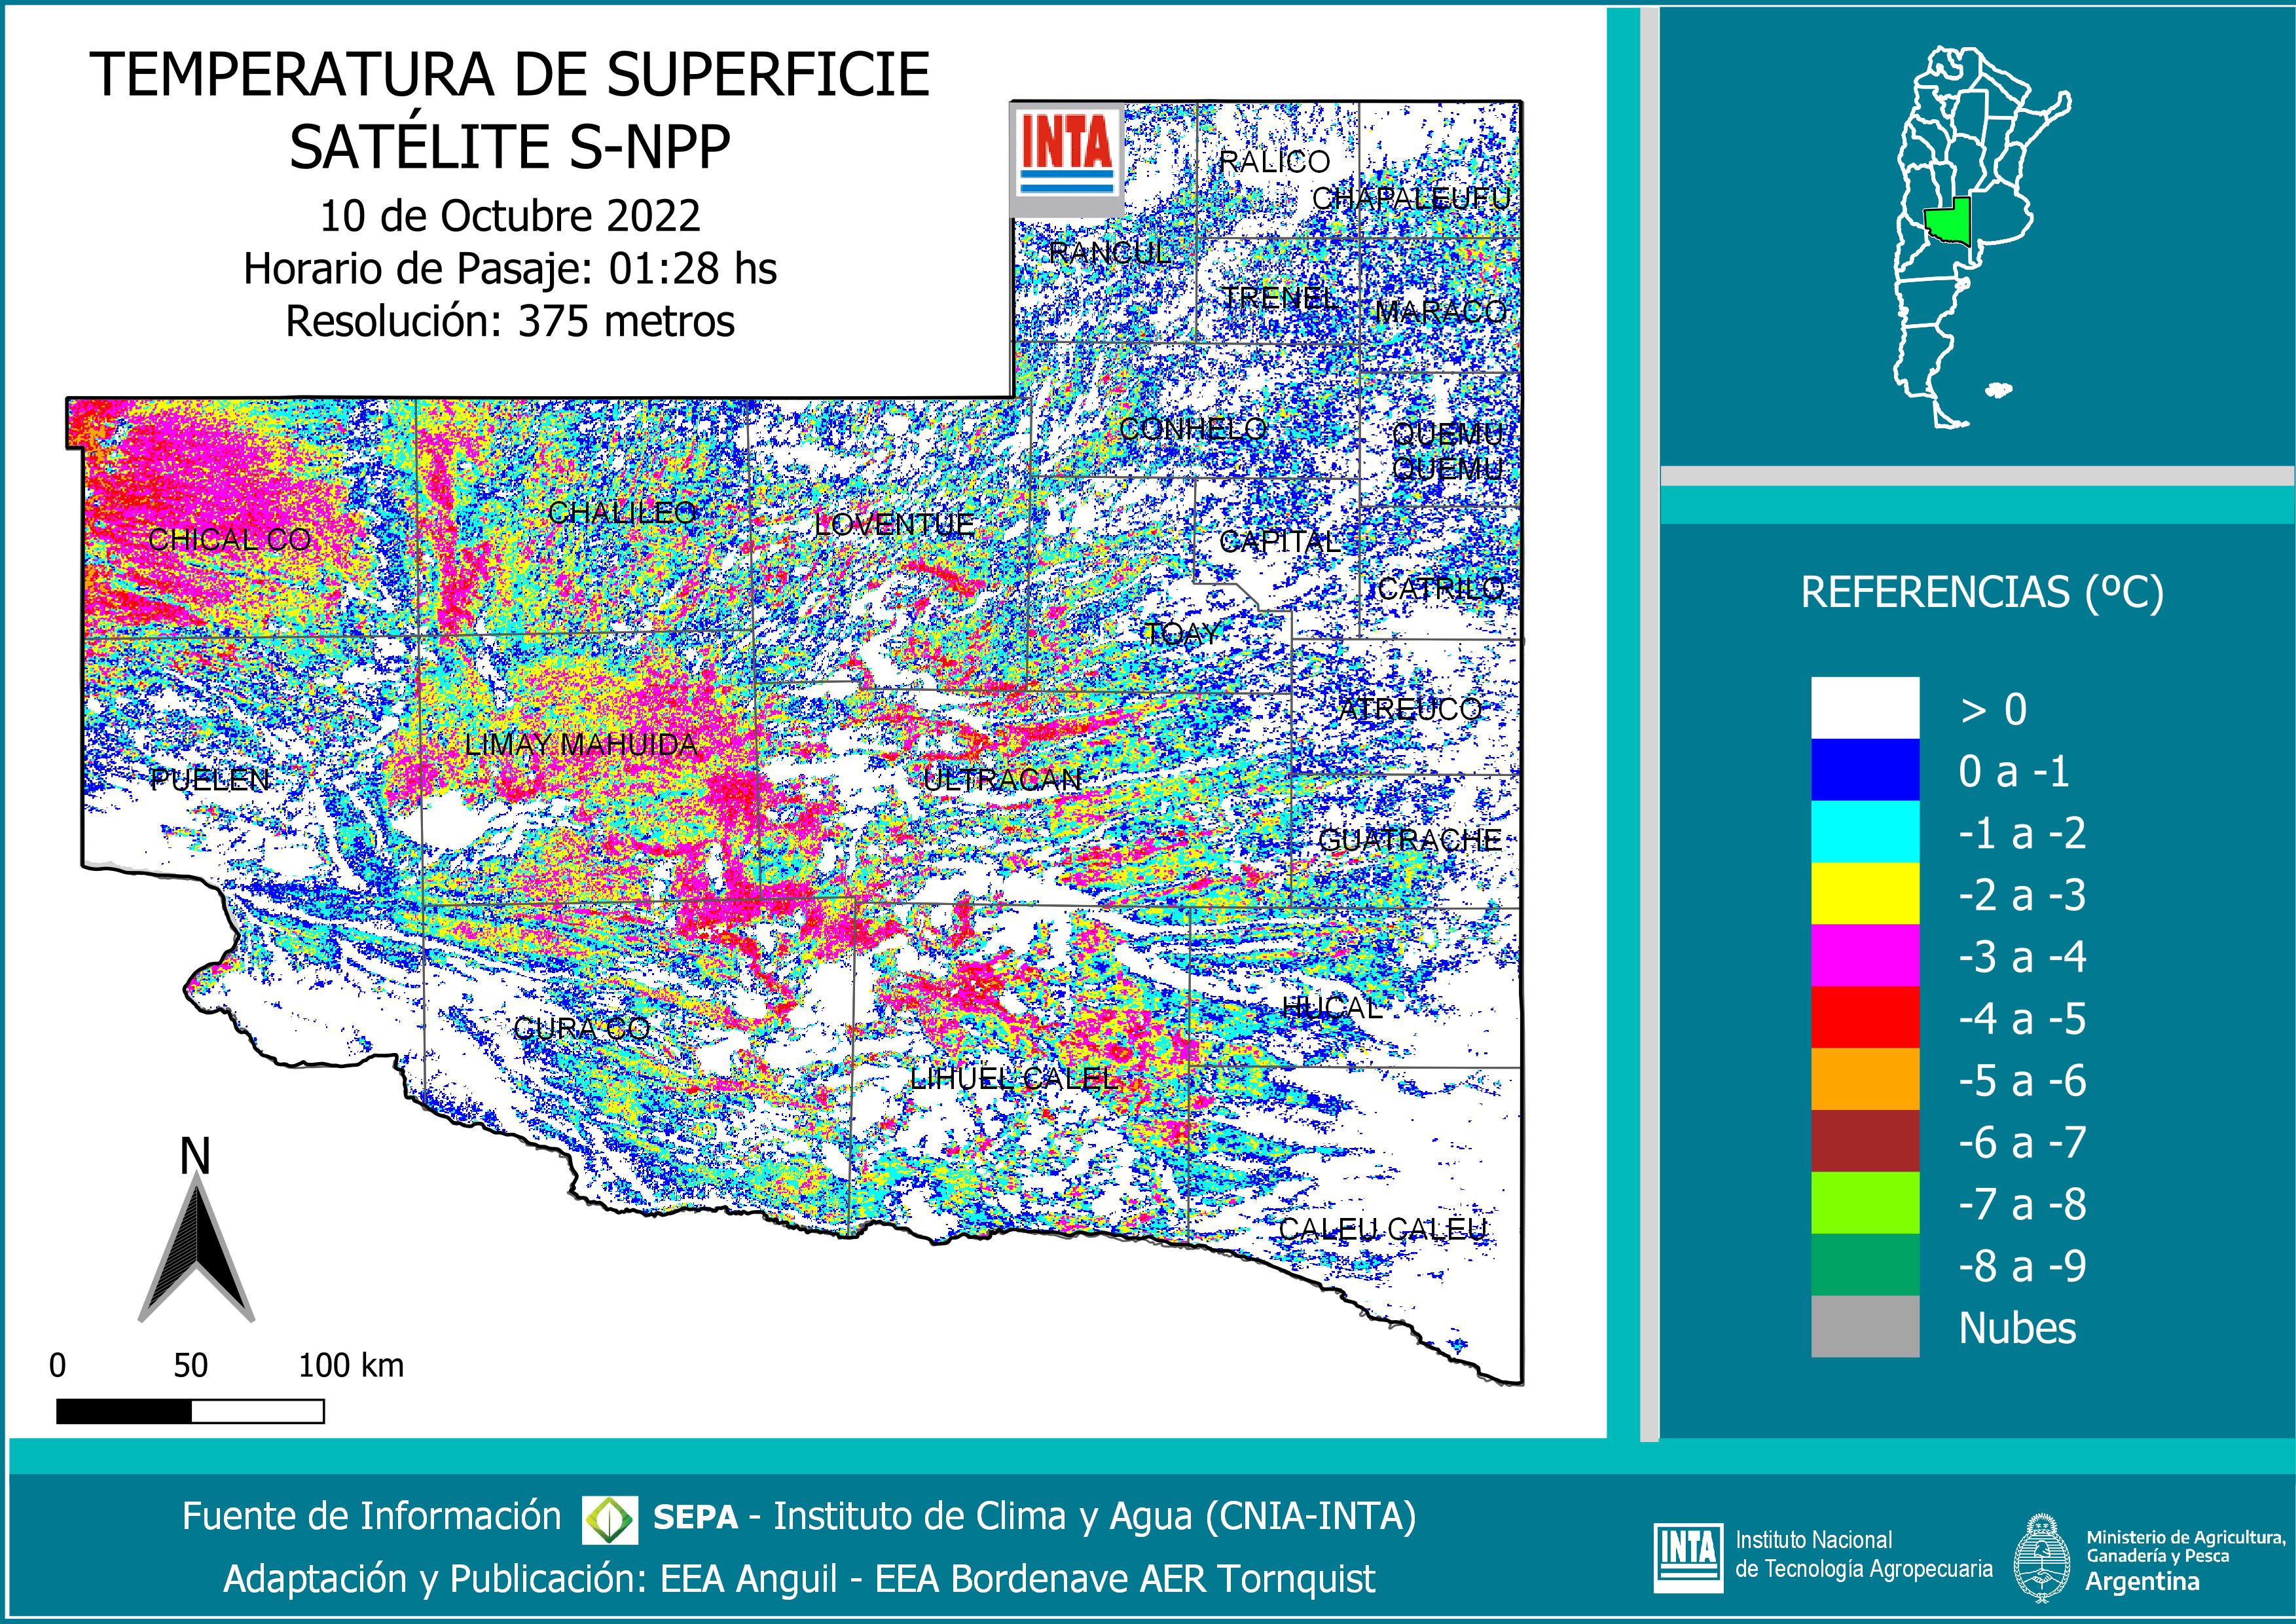 TEMPERATURA DE SUPERFICIE
SATÉLITE S-NPP
10 de Octubre 2022
Horario de Pasaje: 01:28 hs
Resolución: 375 metros
INTA
RALICO
CHAPALEUFU
RANCUL
TRENEL
MARACO
CONHELO
QUEMU
QUEMU
CHICAL CO
CHALILEO
LOVENTUE
CAPITAL
CATRILO
TOAY
ATREUCO
LIMAY MAHUIDA
PUELEN
ULTRACAN
GUATRACHE
HUCAL
CURA CO
LIHUEL CALEL
CALEU CALEU
N
0 50 100 km
REFERENCIAS (ºC)
> 0
0 a -1
-1 a -2
-2 a -3
-3 a -4
-4 a -5
-5 a -6
-6 a -7
-7 a -8
-8 a -9
Nubes
Fuente de Información SEPA - Instituto de Clima y Agua (CNIA-INTA)
Adaptación y Publicación: EEA Anguil - EEA Bordenave AER Tornquist
INTA
Instituto Nacional
de Tecnología Agropecuaria
Ministerio de Agricultura,
Ganadería y Pesca
Argentina